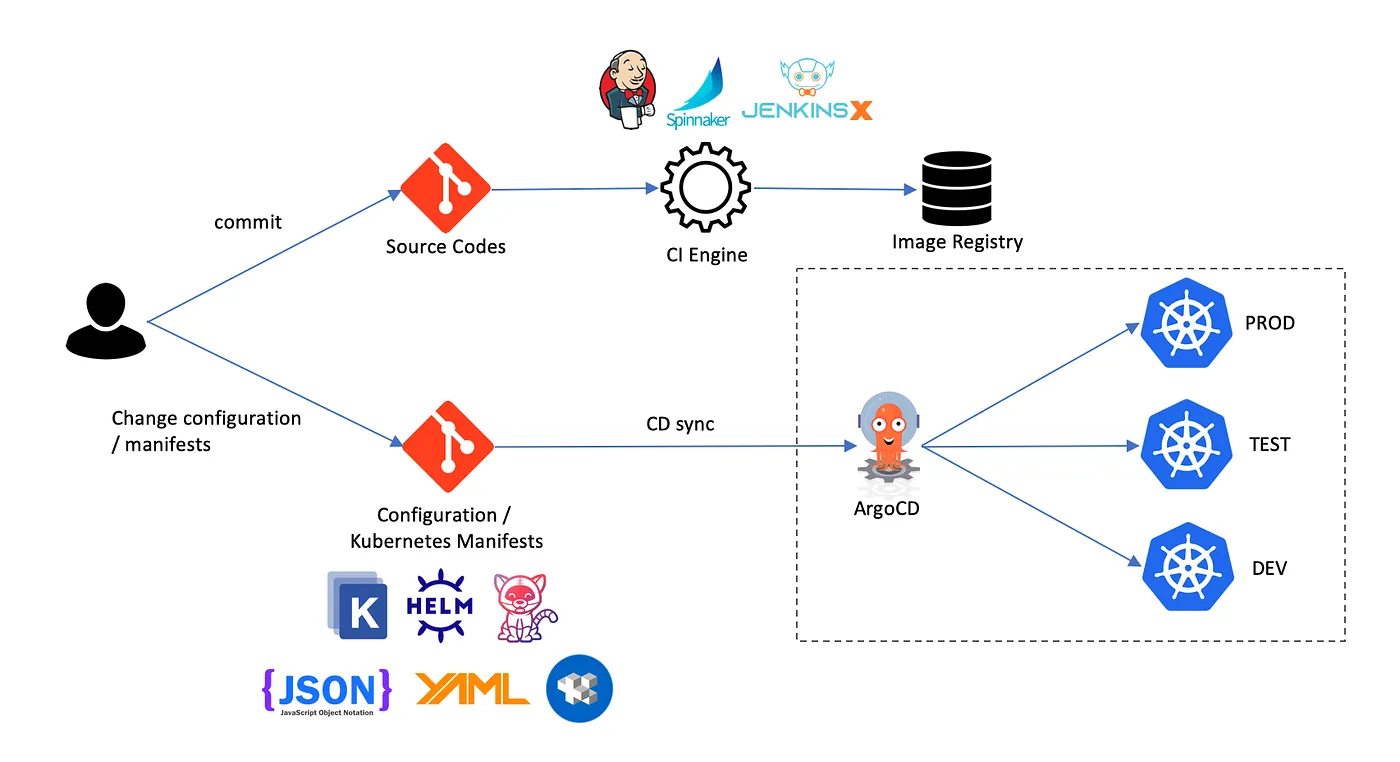 Spinnaker
JENKINS X
commit
Source Codes
CI Engine
Image Registry
PROD
Change configuration
/ manifests
CD sync
TEST
ArgoCD
Configuration /
Kubernetes Manifests
DEV
K
HELM
{JSON}
JavaScript Object Notation
YAML